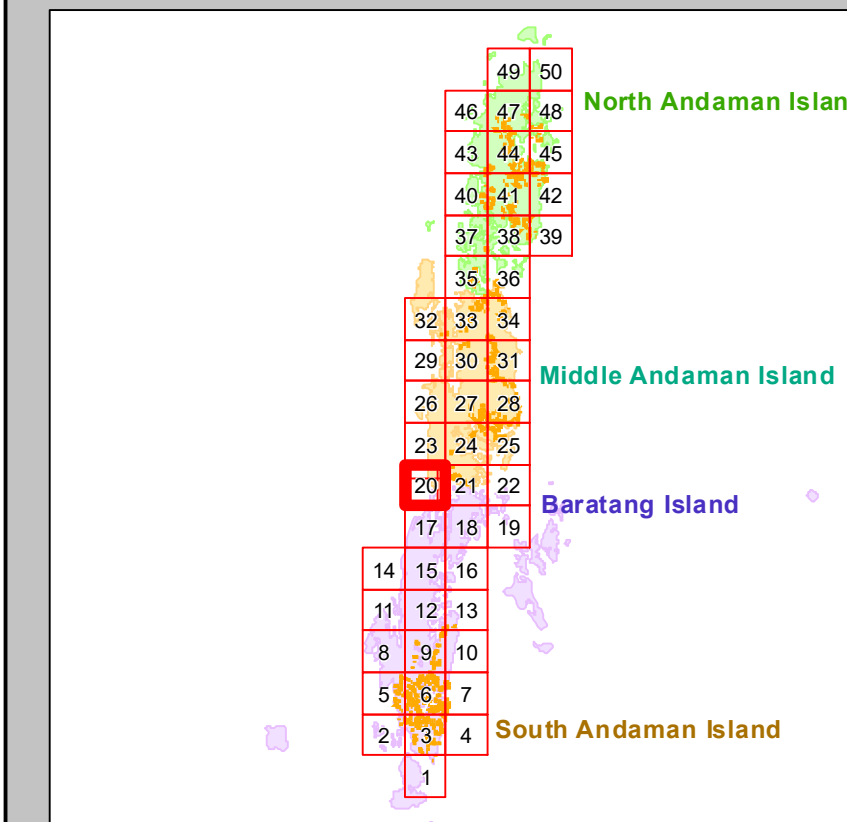 49 50
North Andaman Islan
46 47 48
43 44 45
40 41 42
37 38 39
35 36
32 33 34
29 30 31
Middle Andaman Island
26 27 28
23 24 25
20 21 22
Baratang Island
17 18 19
14 15 16
11 12 13
8 9 10
5 6 7
2 3 4
South Andaman Island
1